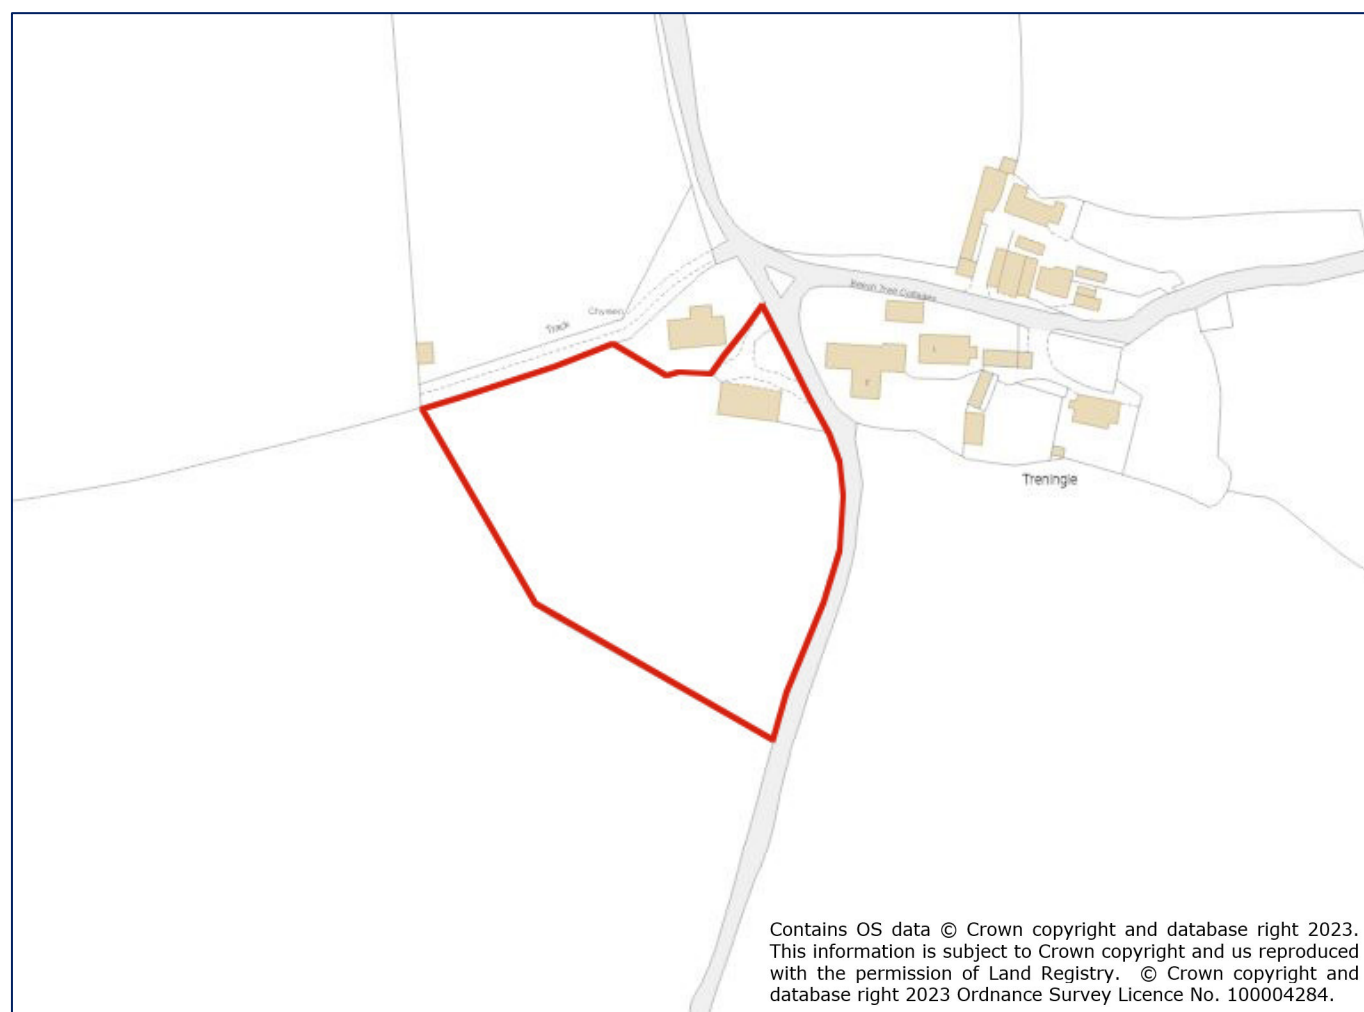 Beech Tree Cottages
Track
Treningle
Contains OS data © Crown copyright and database right 2023.
This information is subject to Crown copyright and us reproduced
with the permission of Land Registry. © Crown copyright and
database right 2023 Ordnance Survey Licence No. 100004284.